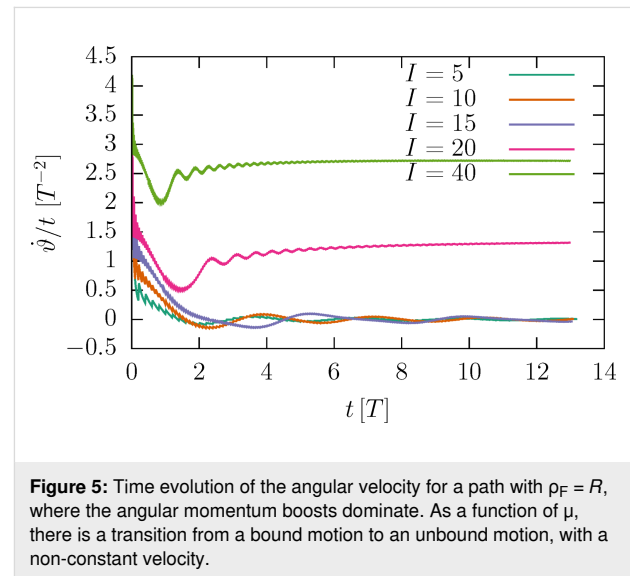 4.5
4
3.5
3
2.5
2
1.5
1
0.5
0
−0.5
ϑ̇/t [T⁻²]
I = 5
I = 10
I = 15
I = 20
I = 40
0 2 4 6 8 10 12 14
t [T]
Figure 5: Time evolution of the angular velocity for a path with ρF = R,
where the angular momentum boosts dominate. As a function of μ,
there is a transition from a bound motion to an unbound motion, with a
non-constant velocity.